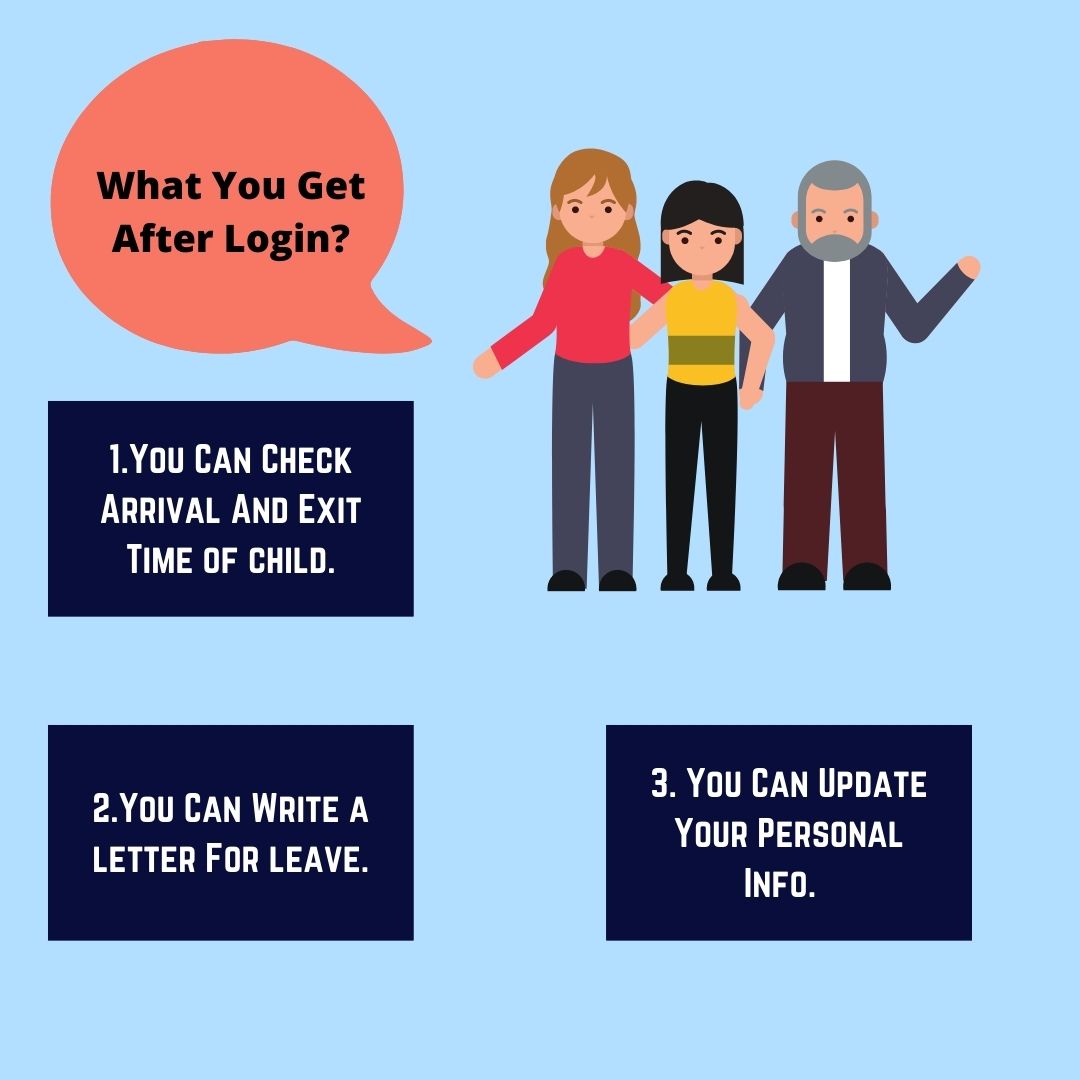 What You Get
After Login?
1.You Can Check
Arrival And Exit
Time of child.
2.You Can Write a
letter For leave.
3. You Can Update
Your Personal
Info.